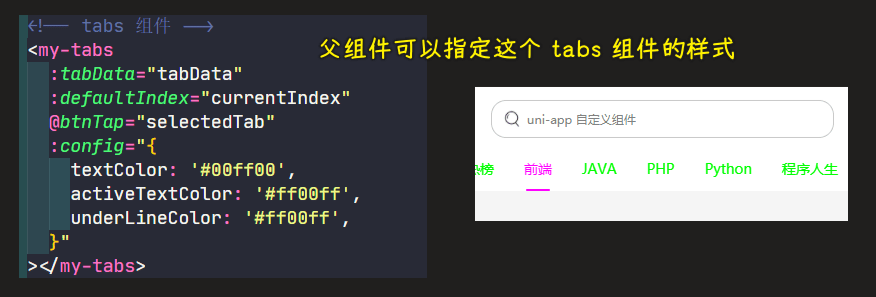 <!-- tabs 组件 -->
<my-tabs
:tabData="tabData"
:defaultIndex="currentIndex"
@btnTap="selectedTab"
:config="{
textColor: '#00ff00',
activeTextColor: '#ff00ff',
underLineColor: '#ff00ff',
}"
></my-tabs>
父组件可以指定这个 tabs 组件的样式
uni-app 自定义组件
热榜 前端 JAVA PHP Python 程序人生